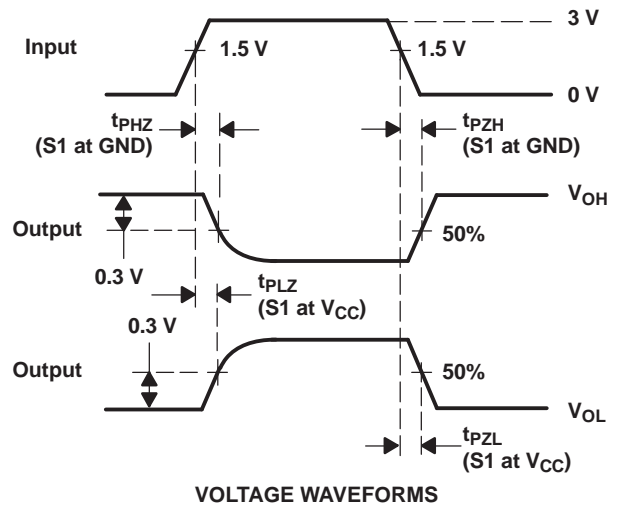 3 V
Input
1.5 V
1.5 V
0 V
tPHZ
(S1 at GND)
tPZH
(S1 at GND)
VOH
Output
50%
0.3 V
tPLZ
(S1 at VCC)
0.3 V
Output
50%
VOL
tPZL
(S1 at VCC)
VOLTAGE WAVEFORMS